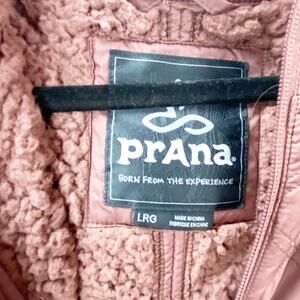 prAna®
BORN FROM THE EXPERIENCE
LRG
MADE IN CHINA
FABRIQUÉ EN CHINE